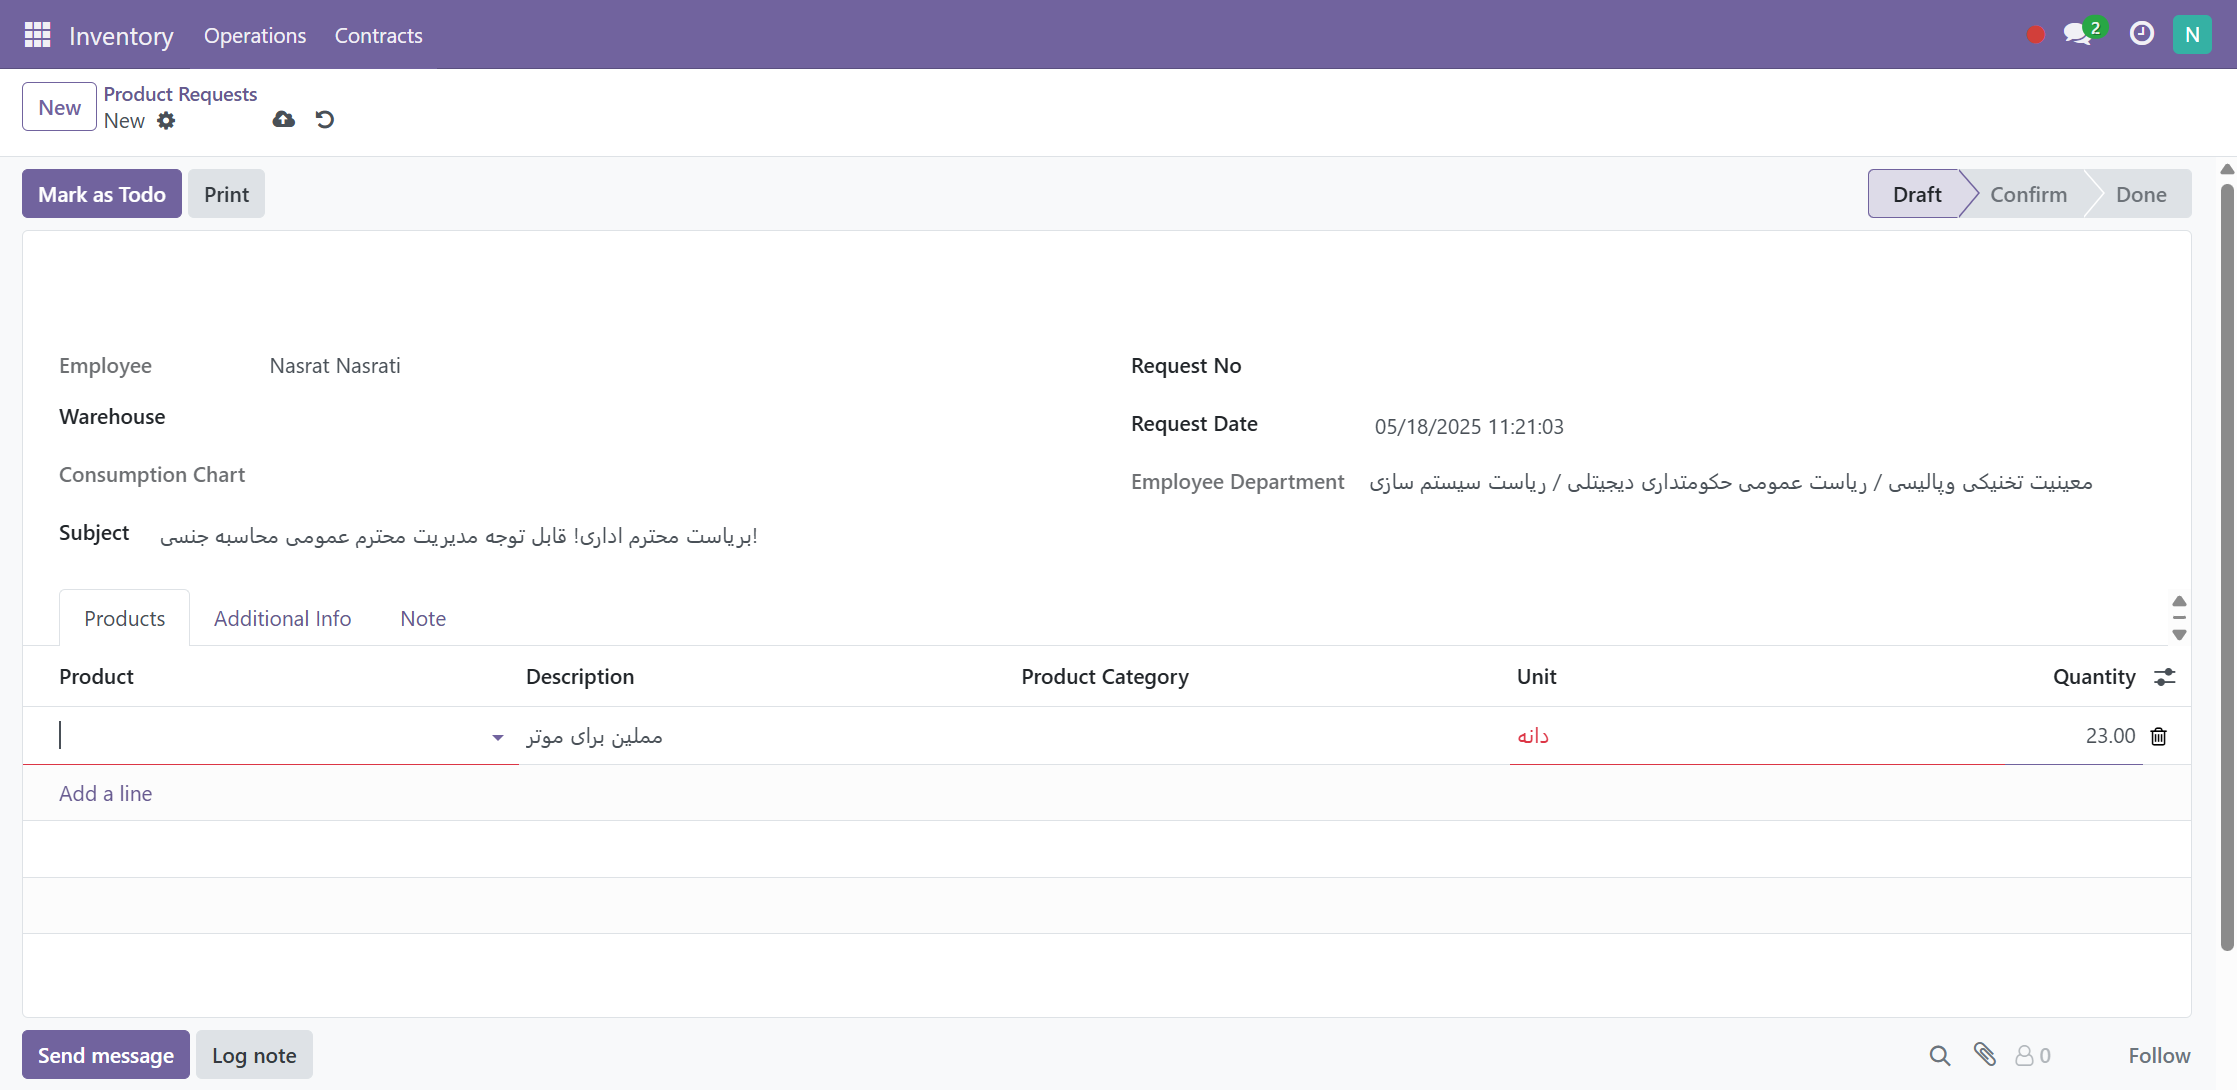 Inventory Operations Contracts 2 N
New Product Requests
New
Mark as Todo Print Draft Confirm Done
Employee Nasrat Nasrati Request No
Warehouse
Request Date 05/18/2025 11:21:03
Consumption Chart
Employee Department معینیت تخنیکی وپالیسی / ریاست عمومی حکومتداری دیجیتلی / ریاست سیستم سازی
Subject بریاست محترم اداری! قابل توجه مدیریت محترم عمومی محاسبه جنسی!
Products Additional Info Note
Product Description Product Category Unit Quantity
مملین برای موتر دانه 23.00
Add a line
Send message Log note 0 Follow